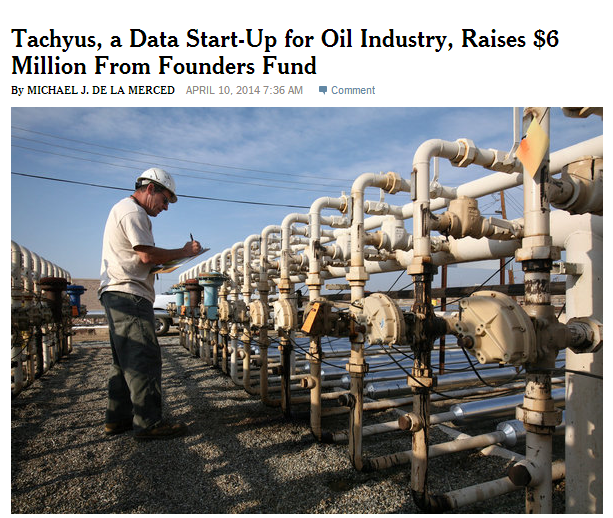 Tachyus, a Data Start-Up for Oil Industry, Raises $6
Million From Founders Fund
By MICHAEL J. DE LA MERCED APRIL 10, 2014 7:36 AM Comment